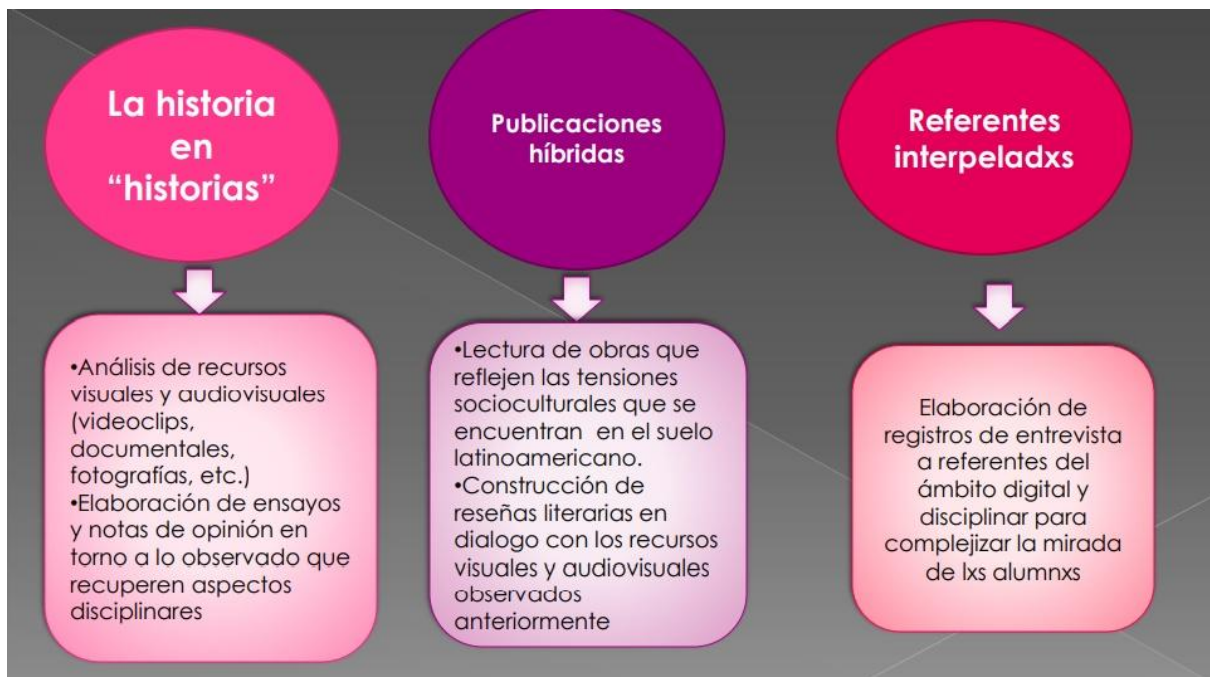 La historia
en
“historias”
•Análisis de recursos
visuales y audiovisuales
(videoclips,
documentales,
fotografías, etc.)
•Elaboración de ensayos
y notas de opinión en
torno a lo observado que
recuperen aspectos
disciplinares
Publicaciones
híbridas
•Lectura de obras que
reflejen las tensiones
socioculturales que se
encuentran en el suelo
latinoamericano.
•Construcción de
reseñas literarias en
dialogo con los recursos
visuales y audiovisuales
observados
anteriormente
Referentes
interpeladxs
Elaboración de
registros de entrevista
a referentes del
ámbito digital y
disciplinar para
complejizar la mirada
de lxs alumnxs